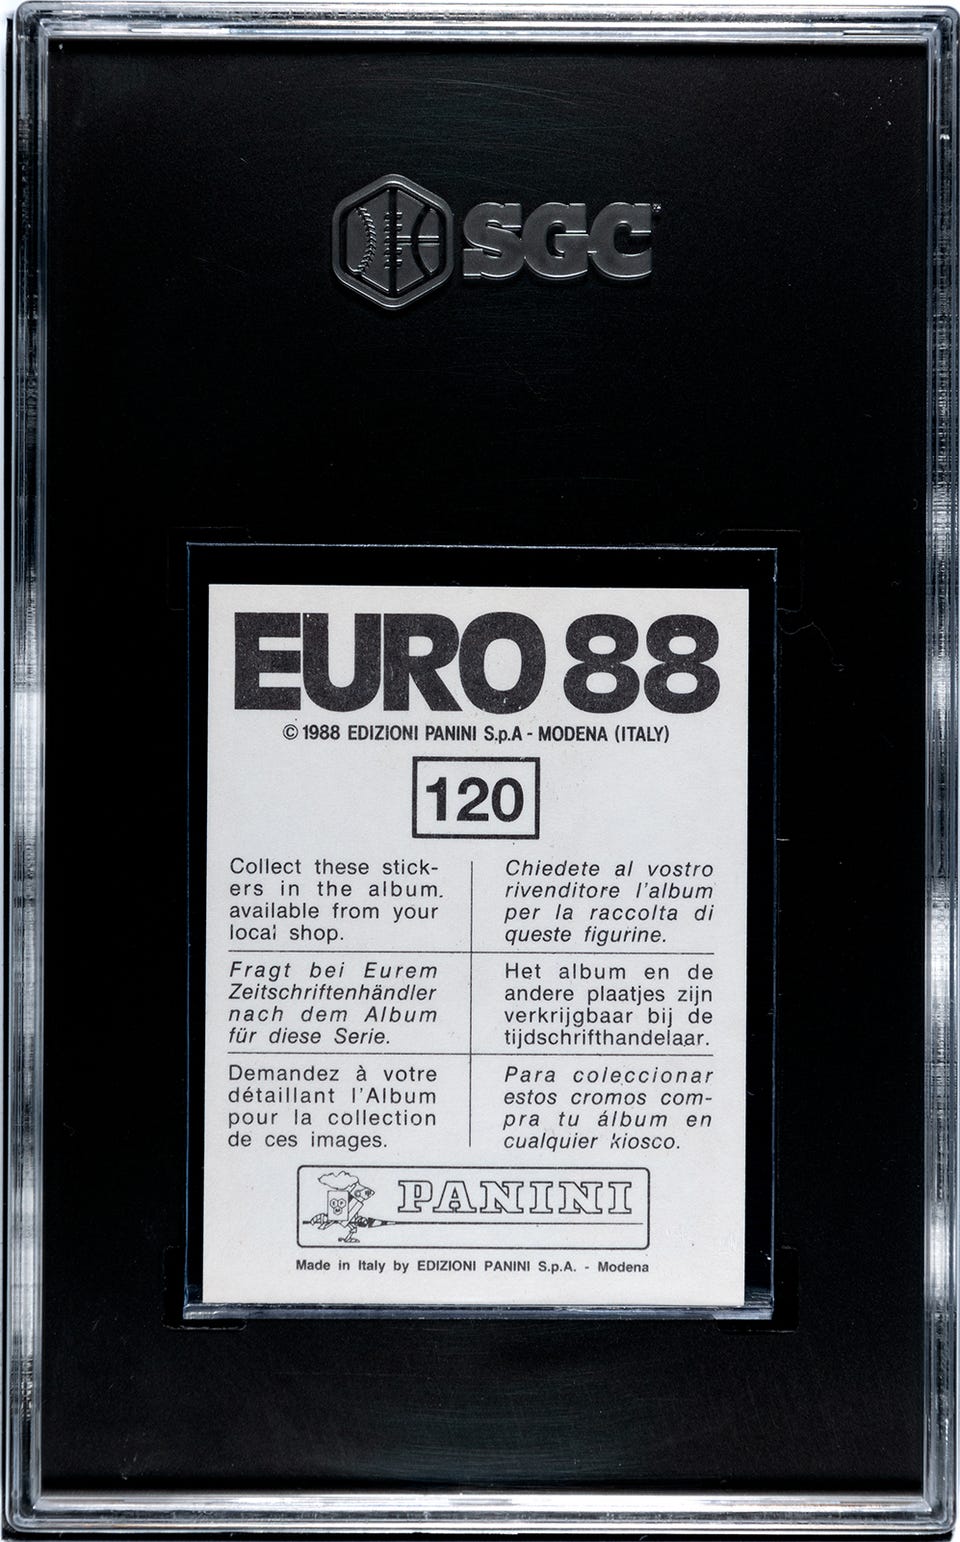 SGC
EURO 88
© 1988 EDIZIONI PANINI S.p.A - MODENA (ITALY)
120
Collect these stick-
ers in the album.
available from your
local shop.
Chiedete al vostro
rivenditore l'album
per la raccolta di
queste figurine.
Fragt bei Eurem
Zeitschriftenhändler
nach dem Album
für diese Serie.
Het album en de
andere plaatjes zijn
verkrijgbaar bij de
tijdschrifthandelaar.
Demandez à votre
détaillant l'Album
pour la collection
de ces images.
Para coleccionar
estos cromos com-
pra tu álbum en
cualquier kiosco.
PANINI
Made in Italy by EDIZIONI PANINI S.p.A. - Modena